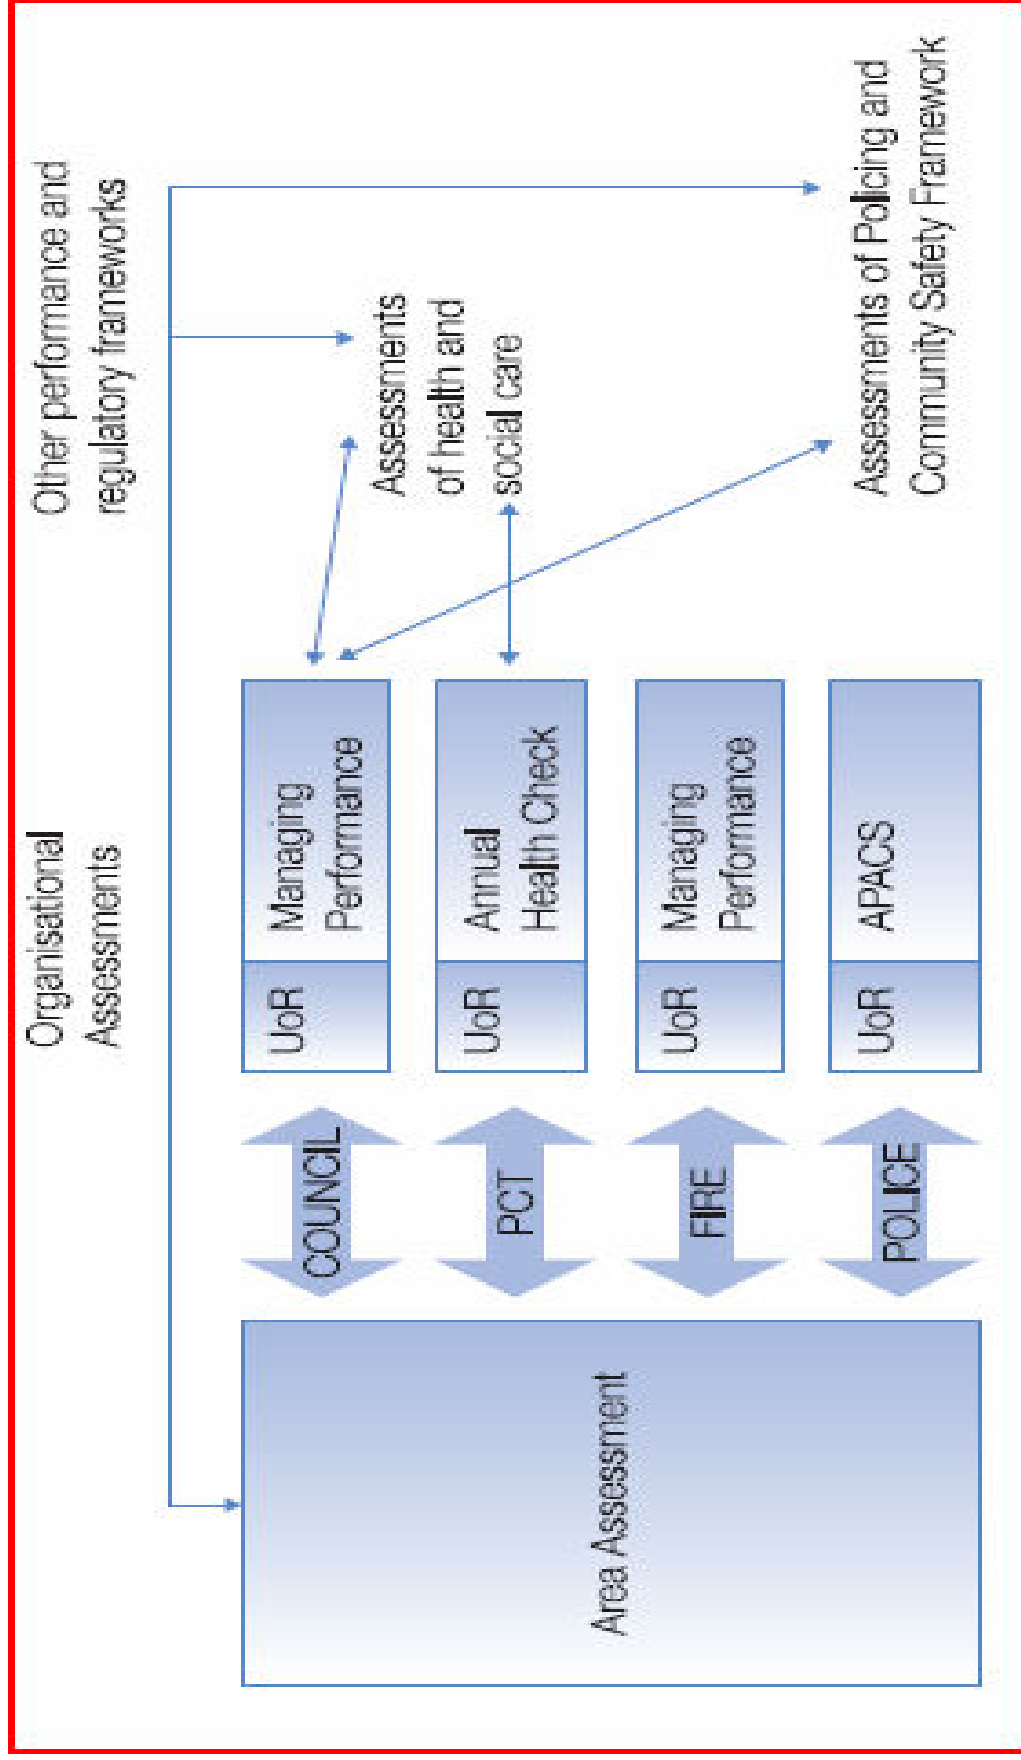 Organisational
Assessments
Other performance and
regulatory frameworks
Area Assessment
COUNCIL
UoR
Managing
Performance
Assessments
of health and
social care
PCT
UoR
Annual
Health Check
FIRE
UoR
Managing
Performance
POLICE
UoR
APACS
Assessments of Policing and
Community Safety Framework